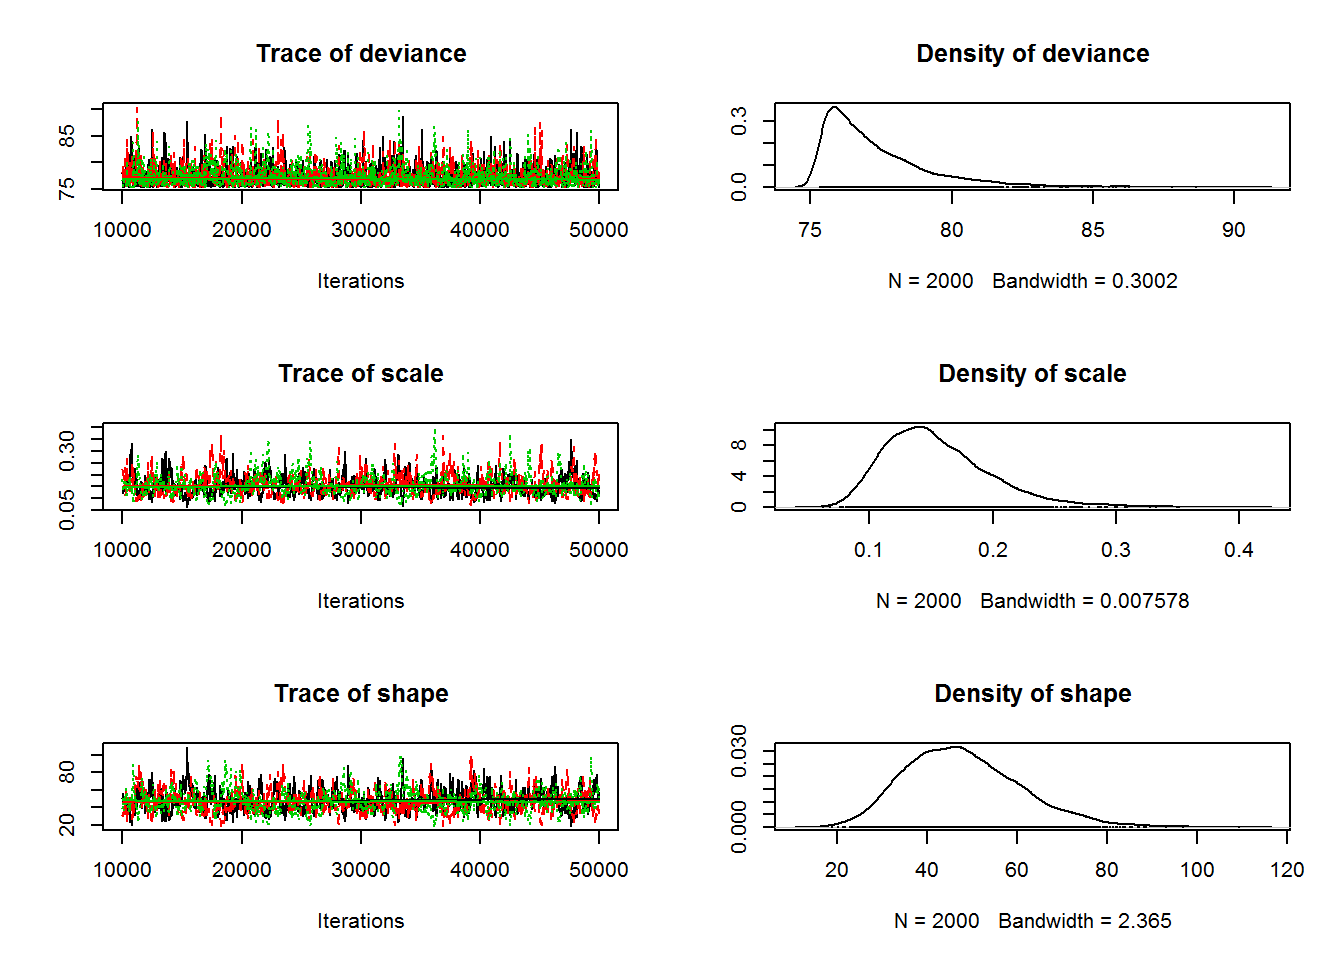 Trace of deviance
85
75
10000 20000 30000 40000 50000
Iterations
Density of deviance
0.3
0.0
75 80 85 90
N = 2000 Bandwidth = 0.3002
Trace of scale
0.30
0.05
10000 20000 30000 40000 50000
Iterations
Density of scale
8
4
0
0.1 0.2 0.3 0.4
N = 2000 Bandwidth = 0.007578
Trace of shape
80
20
10000 20000 30000 40000 50000
Iterations
Density of shape
0.030
0.000
20 40 60 80 100 120
N = 2000 Bandwidth = 2.365